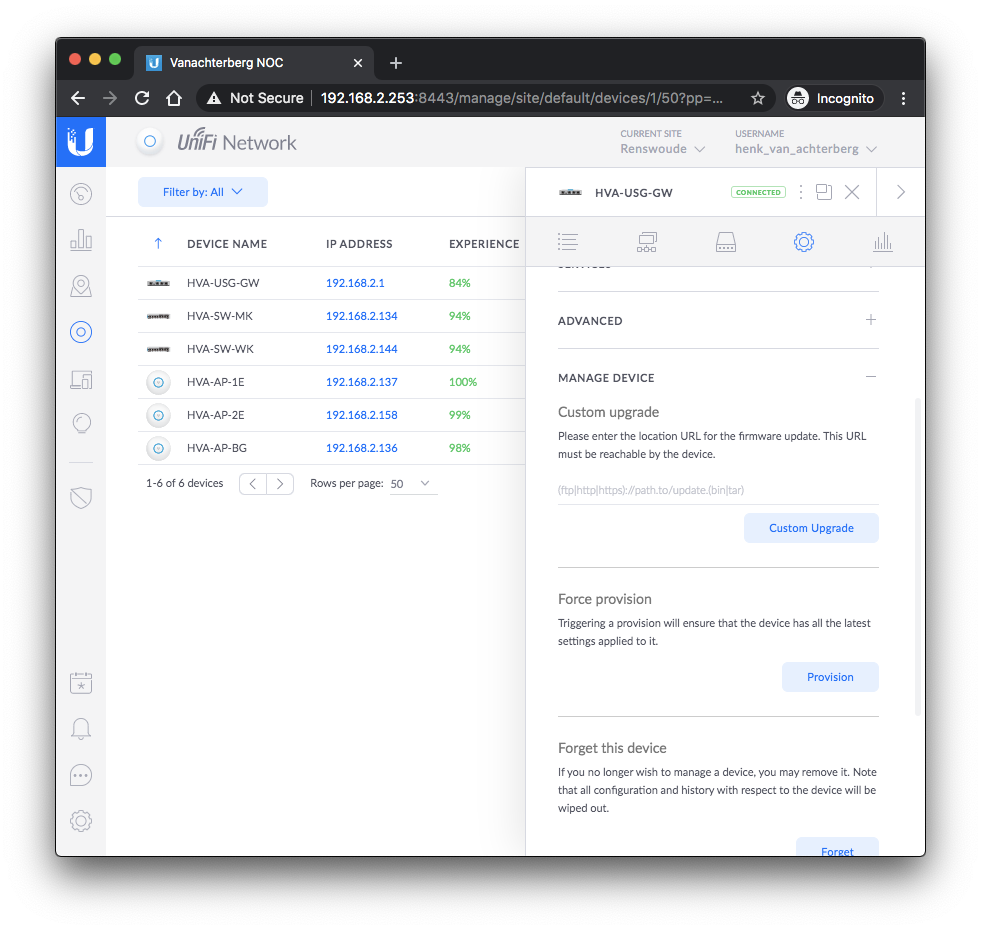 Vanachterberg NOC
Not Secure 192.168.2.253:8443/manage/site/default/devices/1/50?pp=... Incognito
UniFi Network
CURRENT SITE
Renswoude
USERNAME
henk_van_achterberg
Filter by: All
DEVICE NAME IP ADDRESS EXPERIENCE
HVA-USG-GW 192.168.2.1 84%
HVA-SW-MK 192.168.2.134 94%
HVA-SW-WK 192.168.2.144 94%
HVA-AP-1E 192.168.2.137 100%
HVA-AP-2E 192.168.2.158 99%
HVA-AP-BG 192.168.2.136 98%
1-6 of 6 devices Rows per page: 50
HVA-USG-GW CONNECTED
SERVICES
ADVANCED
MANAGE DEVICE
Custom upgrade
Please enter the location URL for the firmware update. This URL
must be reachable by the device.
(ftp|http|https)://path.to/update.(bin|tar)
Custom Upgrade
Force provision
Triggering a provision will ensure that the device has all the latest
settings applied to it.
Provision
Forget this device
If you no longer wish to manage a device, you may remove it. Note
that all configuration and history with respect to the device will be
wiped out.
Forget